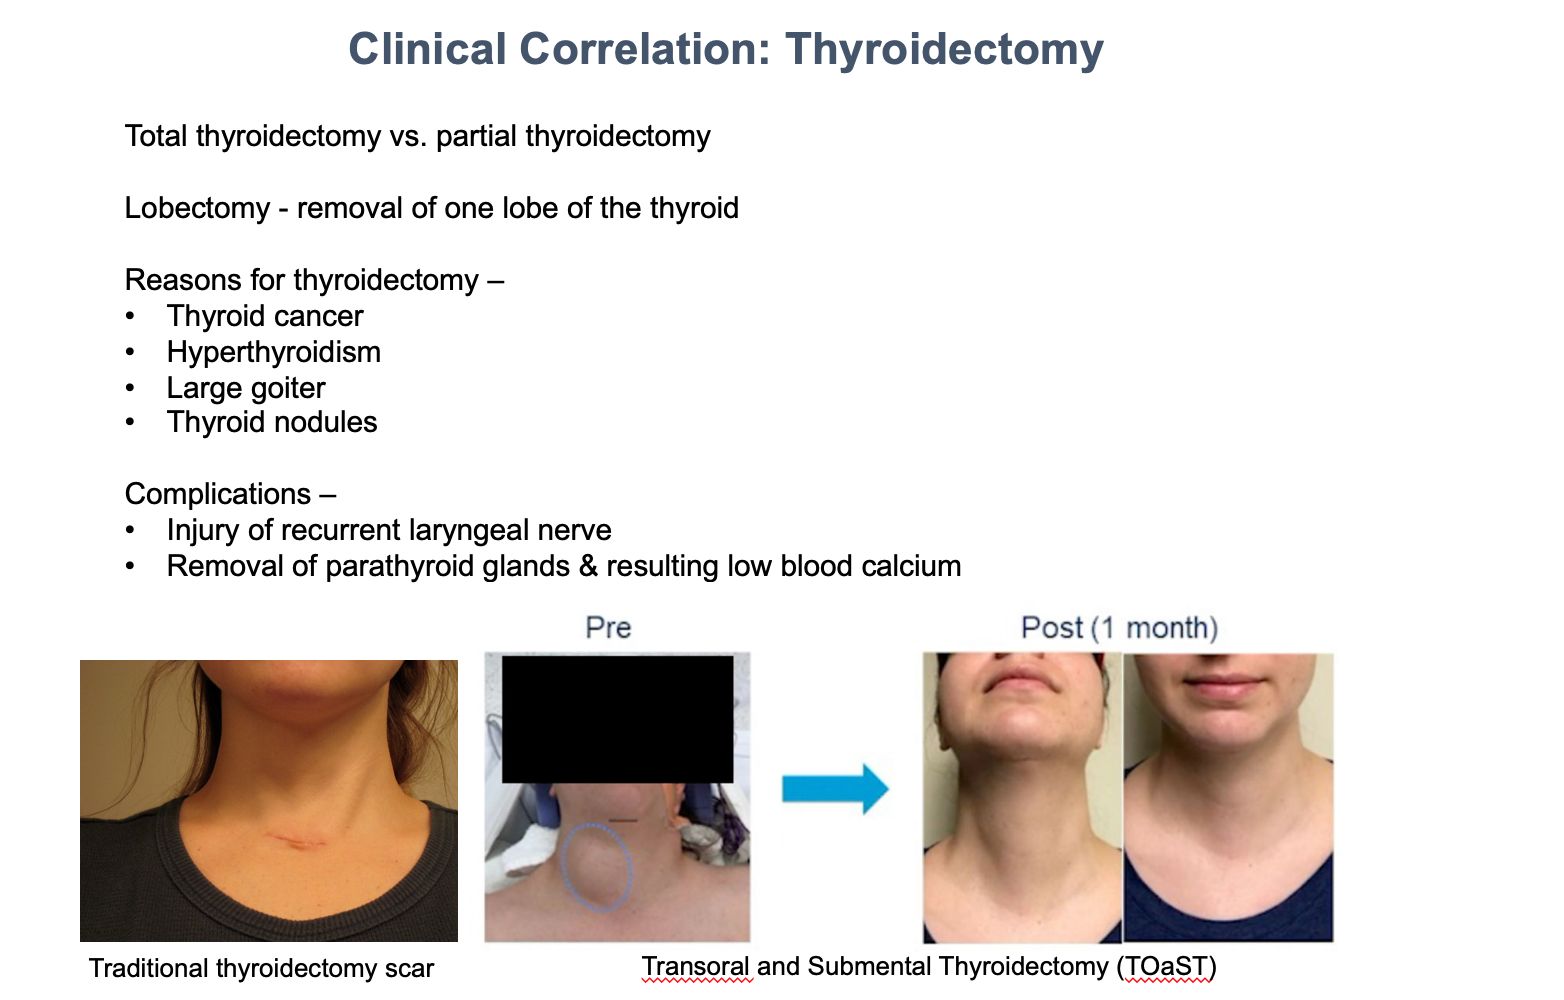 Clinical Correlation: Thyroidectomy
Total thyroidectomy vs. partial thyroidectomy
Lobectomy - removal of one lobe of the thyroid
Reasons for thyroidectomy –
• Thyroid cancer
• Hyperthyroidism
• Large goiter
• Thyroid nodules
Complications –
• Injury of recurrent laryngeal nerve
• Removal of parathyroid glands & resulting low blood calcium
Pre
Post (1 month)
Traditional thyroidectomy scar
Transoral and Submental Thyroidectomy (TOaST)